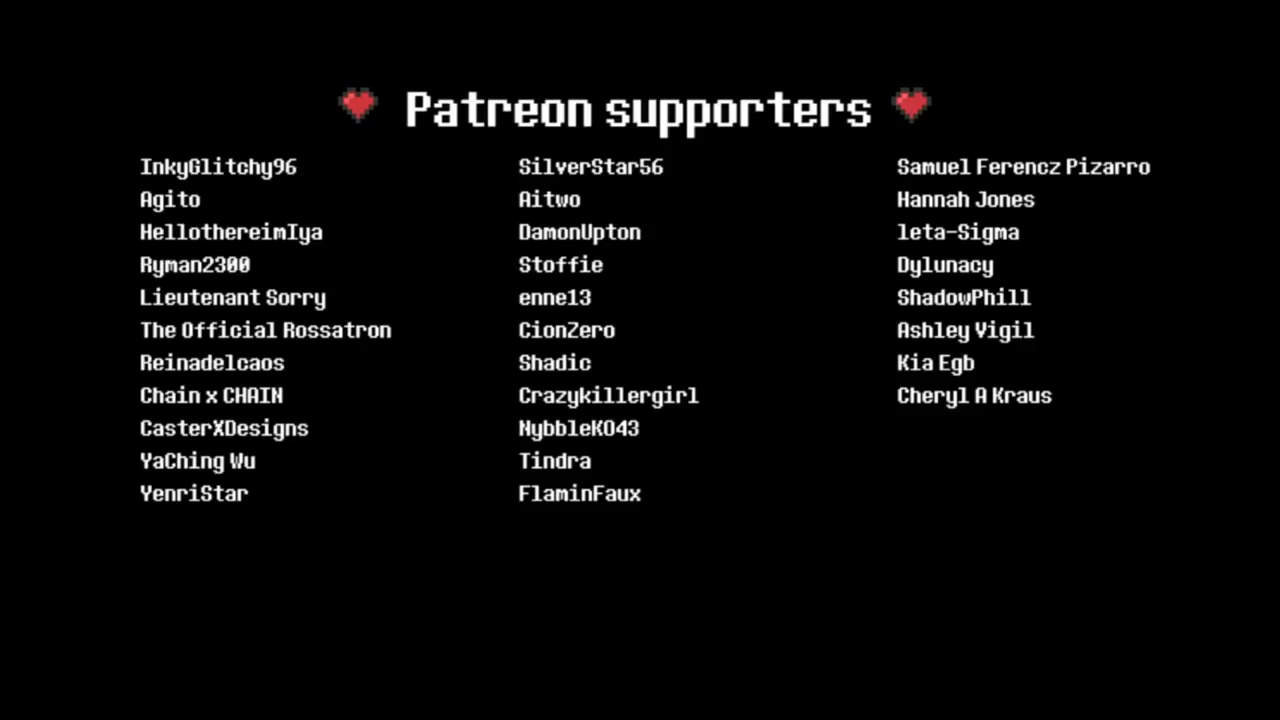 Patreon supporters
InkyGlitchy96
Agito
HellothereimIya
Ryman2300
Lieutenant Sorry
The Official Rossatron
Reinadelcaos
Chain x CHAIN
CasterXDesigns
YaChing Wu
YenriStar
SilverStar56
Aitwo
DamonUpton
Stoffie
enne13
CionZero
Shadic
Crazykillergirl
NybbleKO43
Tindra
FlaminFaux
Samuel Ferencz Pizarro
Hannah Jones
leta-Sigma
Dylunacy
ShadowPhill
Ashley Vigil
Kia Egb
Cheryl A Kraus